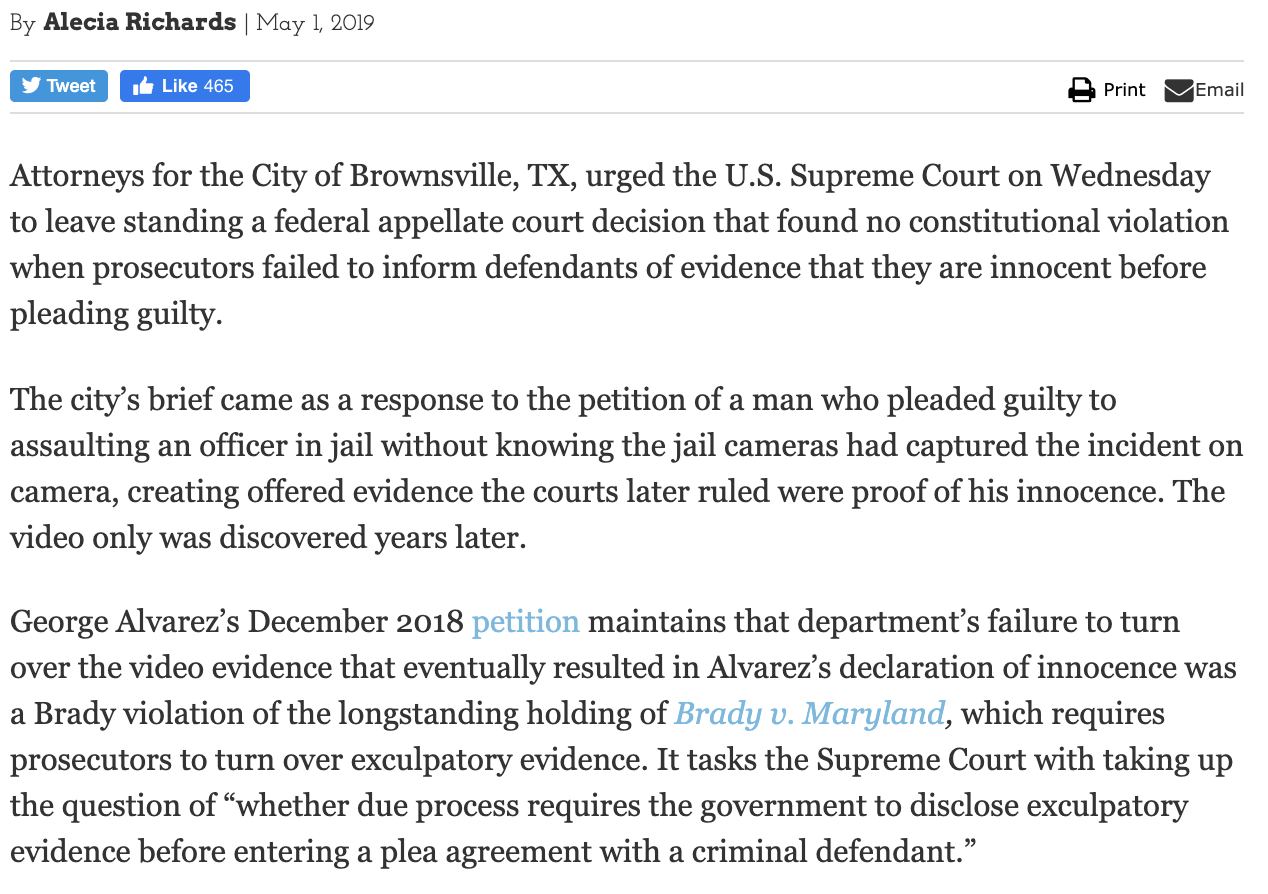 By Alecia Richards | May 1, 2019
Tweet Like 465 Print Email
Attorneys for the City of Brownsville, TX, urged the U.S. Supreme Court on Wednesday
to leave standing a federal appellate court decision that found no constitutional violation
when prosecutors failed to inform defendants of evidence that they are innocent before
pleading guilty.
The city’s brief came as a response to the petition of a man who pleaded guilty to
assaulting an officer in jail without knowing the jail cameras had captured the incident on
camera, creating offered evidence the courts later ruled were proof of his innocence. The
video only was discovered years later.
George Alvarez’s December 2018 petition maintains that department’s failure to turn
over the video evidence that eventually resulted in Alvarez’s declaration of innocence was
a Brady violation of the longstanding holding of Brady v. Maryland, which requires
prosecutors to turn over exculpatory evidence. It tasks the Supreme Court with taking up
the question of “whether due process requires the government to disclose exculpatory
evidence before entering a plea agreement with a criminal defendant.”